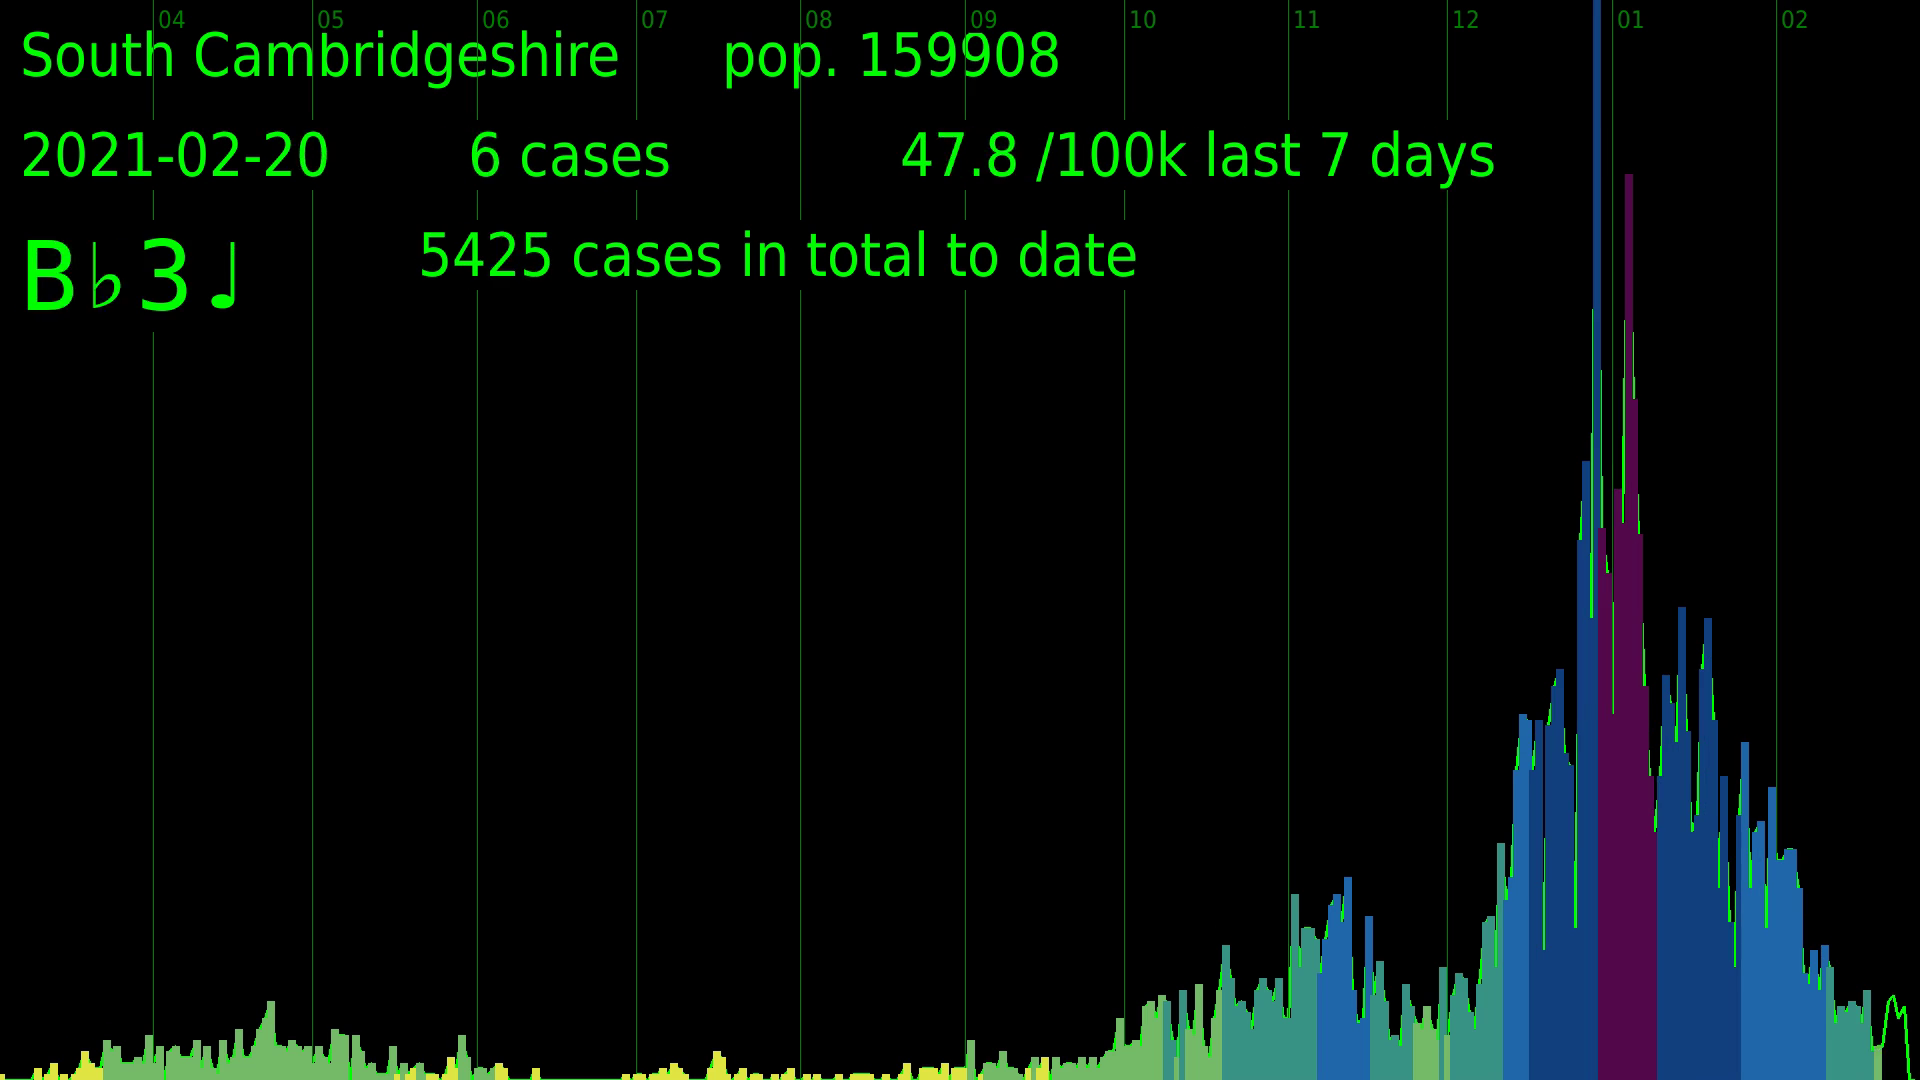 04 05 06 07 08 09 10 11 12 01 02
South Cambridgeshire pop. 159908
2021-02-20 6 cases 47.8 /100k last 7 days
B♭3♩ 5425 cases in total to date